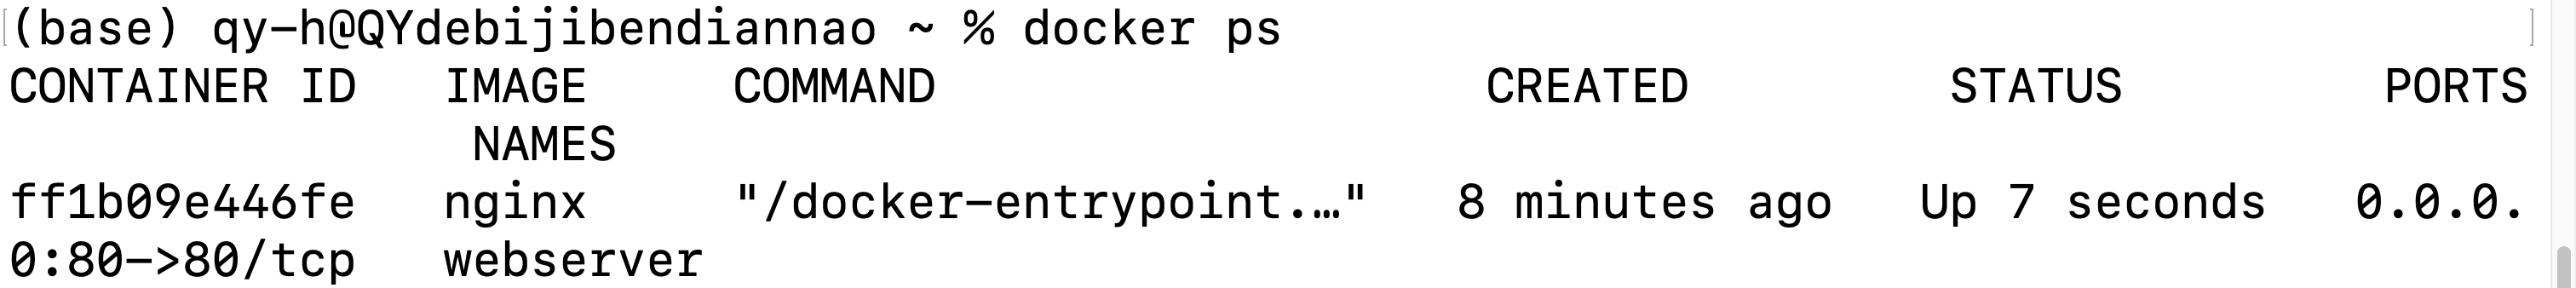 (base) qy-h@QYdebijibendiannao ~ % docker ps
CONTAINER ID   IMAGE     COMMAND                   CREATED         STATUS         PORTS
                NAMES
ff1b09e446fe   nginx     "/docker-entrypoint.…"   8 minutes ago   Up 7 seconds   0.0.0.
0:80->80/tcp   webserver